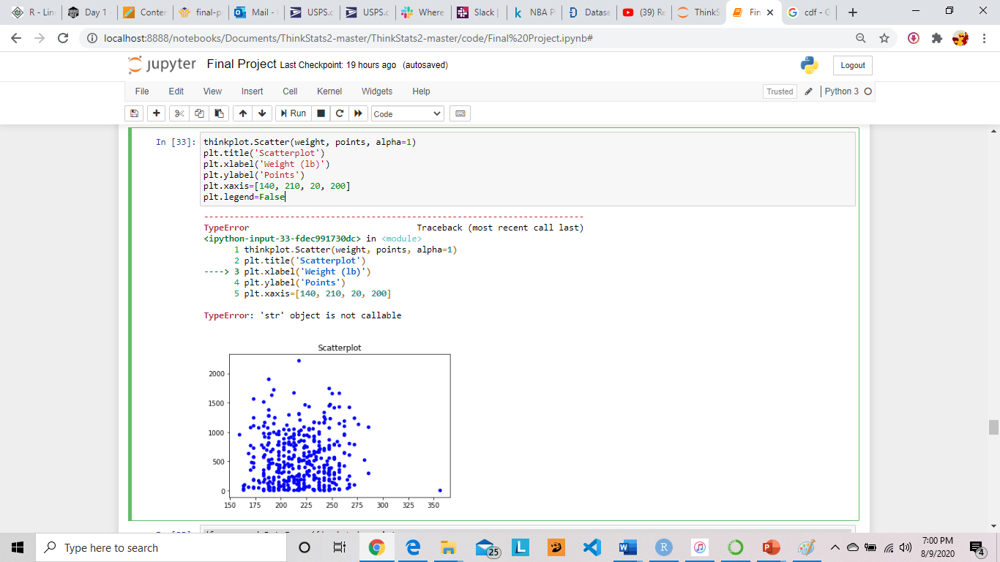 R - Lin
Day 1 -
Conter
final-p
Mail -
USPS.c
USPS.c
Where
Slack |
NBA P
Datase
(39) Re
ThinkS
Fin
cdf - G
localhost:8888/notebooks/Documents/ThinkStats2-master/ThinkStats2-master/code/Final%20Project.ipynb#
jupyter Final Project Last Checkpoint: 19 hours ago (autosaved)
Logout
File Edit View Insert Cell Kernel Widgets Help
Trusted
Python 3
Run
Code
In [33]: thinkplot.Scatter(weight, points, alpha=1)
plt.title('Scatterplot')
plt.xlabel('Weight (lb)')
plt.ylabel('Points')
plt.xaxis=[140, 210, 20, 200]
plt.legend=False
---------------------------------------------------------------------------
TypeError Traceback (most recent call last)
<ipython-input-33-fdec991730dc> in <module>
1 thinkplot.Scatter(weight, points, alpha=1)
2 plt.title('Scatterplot')
----> 3 plt.xlabel('Weight (lb)')
4 plt.ylabel('Points')
5 plt.xaxis=[140, 210, 20, 200]
TypeError: 'str' object is not callable
Scatterplot
2000
1500
1000
500
0
150 175 200 225 250 275 300 325 350
Type here to search
25
7:00 PM
8/9/2020
4